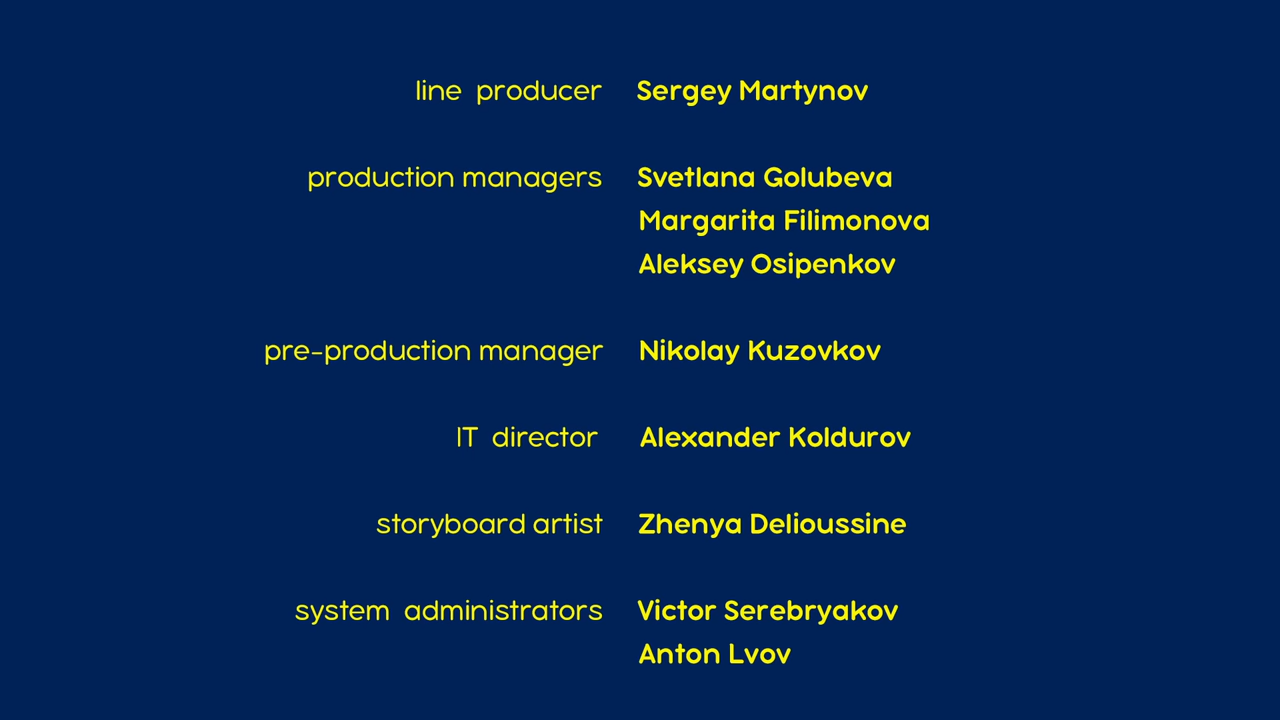 line producer Sergey Martynov
production managers Svetlana Golubeva
Margarita Filimonova
Aleksey Osipenkov
pre-production manager Nikolay Kuzovkov
IT director Alexander Koldurov
storyboard artist Zhenya Delioussine
system administrators Victor Serebryakov
Anton Lvov